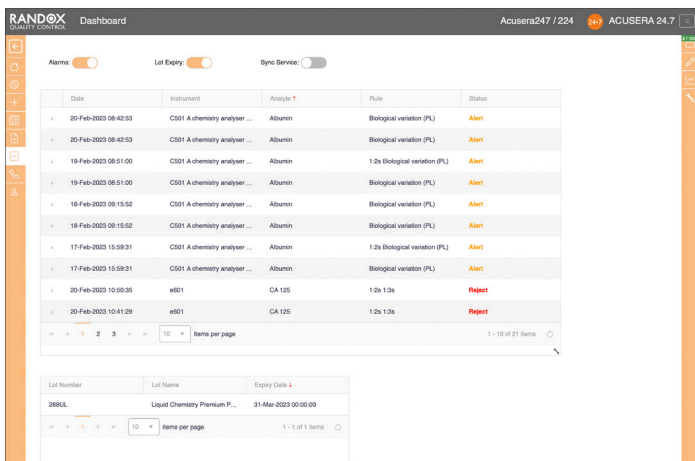 RANDOX
QUALITY CONTROL
Dashboard
Acusera247 / 224
24•7
ACUSERA 24.7
Alarms:
Lot Expiry:
Sync Service:
Date Instrument Analyte ↑ Rule Status
20-Feb-2023 08:42:53 C501 A chemistry analyser ... Albumin Biological variation (PL) Alert
20-Feb-2023 08:42:53 C501 A chemistry analyser ... Albumin Biological variation (PL) Alert
19-Feb-2023 08:51:00 C501 A chemistry analyser ... Albumin 1:2s Biological variation (PL) Alert
19-Feb-2023 08:51:00 C501 A chemistry analyser ... Albumin Biological variation (PL) Alert
18-Feb-2023 09:15:52 C501 A chemistry analyser ... Albumin Biological variation (PL) Alert
18-Feb-2023 09:15:52 C501 A chemistry analyser ... Albumin Biological variation (PL) Alert
17-Feb-2023 15:59:31 C501 A chemistry analyser ... Albumin 1:2s Biological variation (PL) Alert
17-Feb-2023 15:59:31 C501 A chemistry analyser ... Albumin Biological variation (PL) Alert
20-Feb-2023 10:50:35 e601 CA 125 1:2s 1:3s Reject
20-Feb-2023 10:41:29 e601 CA 125 1:2s 1:3s Reject
1 2 3 10 items per page 1 - 10 of 21 items
Lot Number Lot Name Expiry Date ↓
Liquid Chemistry Premium P... 31-Mar-2023 00:00:00
1 10 items per page 1 - 1 of 1 items